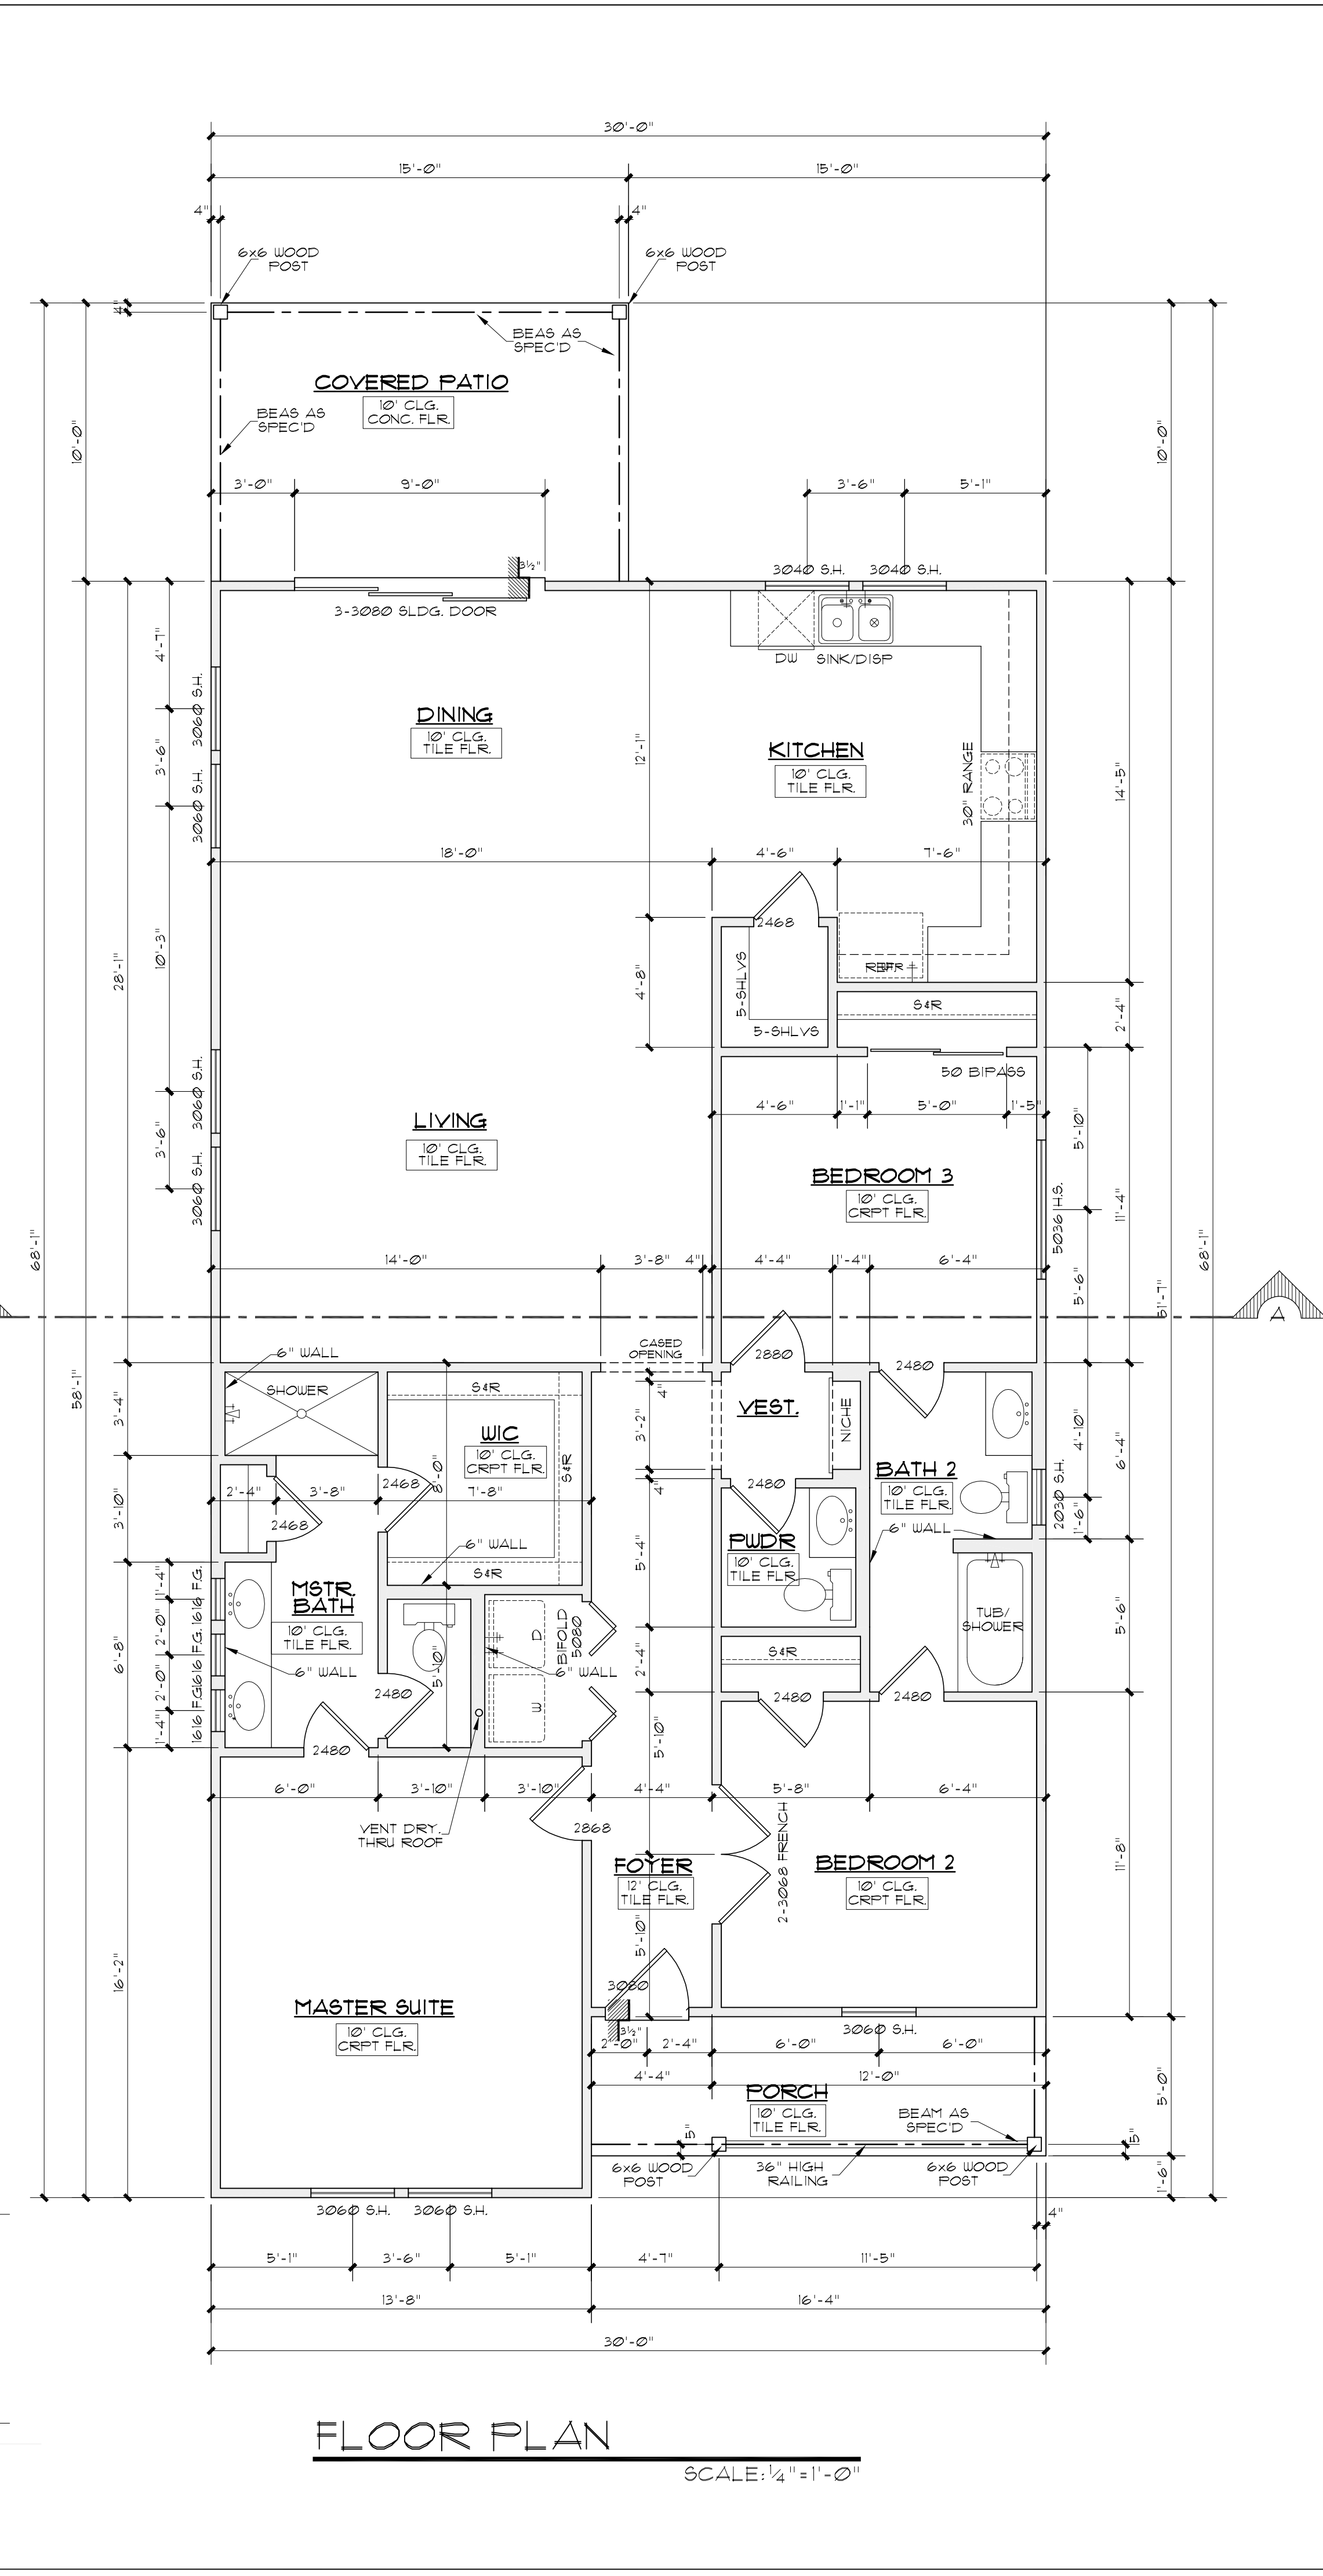 30'-0"
15'-0" 15'-0"
4" 4"
6x6 WOOD
POST
6x6 WOOD
POST
4"
BEAS AS
SPEC'D
COVERED PATIO
10' CLG.
CONC. FLR.
BEAS AS
SPEC'D
10'-0"
10'-0"
3'-0" 9'-0" 3'-6" 5'-1"
3½"
3040 S.H. 3040 S.H.
3-3080 SLDG. DOOR
DW SINK/DISP
4'-7"
3060 S.H.
DINING
10' CLG.
TILE FLR.
12'-1"
KITCHEN
10' CLG.
TILE FLR.
30" RANGE
14'-5"
3'-6"
3060 S.H.
18'-0" 4'-6" 7'-6"
2468
10'-3"
28'-1"
4'-8"
5-SHLVS
5-SHLVS
S&R
2'-4"
50 BIPASS
3060 S.H.
LIVING
10' CLG.
TILE FLR.
4'-6" 1'-1" 5'-0" 1'-5"
5'-10"
3'-6"
3060 S.H.
BEDROOM 3
10' CLG.
CRPT FLR.
5036 H.S.
11'-4"
68'-1"
68'-1"
14'-0" 3'-8" 4" 4'-4" 1'-4" 6'-4"
5'-6"
51'-7"
A
CASED
OPENING
2880
2480
58'-1"
6" WALL
SHOWER
S&R
3'-4"
WIC
10' CLG.
CRPT FLR.
S&R
8'-0"
4"
3'-2"
4"
VEST.
NICHE
4'-10"
6'-4"
BATH 2
10' CLG.
TILE FLR.
2030 S.H.
1'-6"
2'-4" 3'-8" 2468 7'-8"
3'-10"
2468
2480
6" WALL
PWDR
10' CLG.
TILE FLR.
6" WALL
5'-4"
S&R
1'-4"
1616 F.G.
MSTR.
BATH
10' CLG.
TILE FLR.
6'-8"
2'-0"
1616 F.G.
6" WALL
2'-0"
1616 F.G.
1'-4"
D
W
BIFOLD
5080
6" WALL
5'-10"
2480
2480
TUB/
SHOWER
5'-6"
S&R
2'-4"
2480
2480
5'-10"
6'-0" 3'-10" 3'-10" 4'-4" 5'-8" 6'-4"
VENT DRY.
THRU ROOF
2868
2-3068 FRENCH
FOYER
12' CLG.
TILE FLR.
BEDROOM 2
10' CLG.
CRPT FLR.
11'-8"
16'-2"
5'-10"
3080
MASTER SUITE
10' CLG.
CRPT FLR.
3½"
3060 S.H.
2'-0" 2'-4" 6'-0" 6'-0"
4'-4" 12'-0"
5'-0"
PORCH
10' CLG.
TILE FLR.
BEAM AS
SPEC'D
5"
5"
6x6 WOOD
POST
36" HIGH
RAILING
6x6 WOOD
POST
1'-6"
3060 S.H. 3060 S.H.
4"
5'-1" 3'-6" 5'-1" 4'-7" 11'-5"
13'-8" 16'-4"
30'-0"
FLOOR PLAN
SCALE:¼"=1'-0"